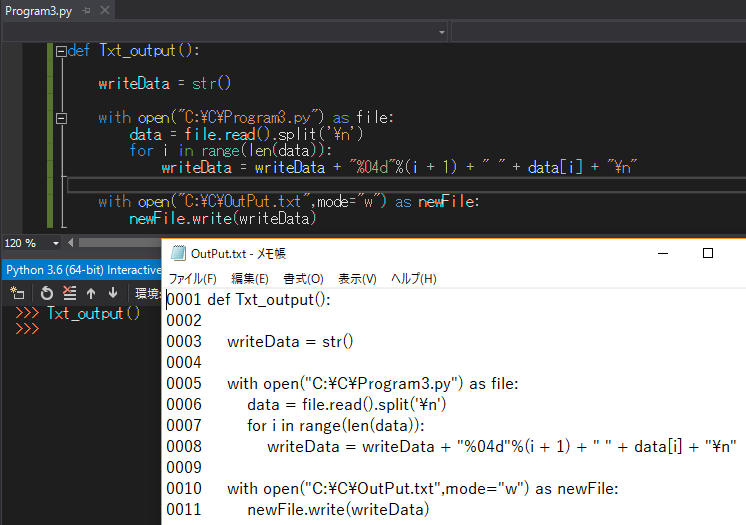 Program3.py
def Txt_output():
writeData = str()
with open("C:¥C¥Program3.py") as file:
data = file.read().split('¥n')
for i in range(len(data)):
writeData = writeData + "%04d"%(i + 1) + " " + data[i] + "¥n"
with open("C:¥C¥OutPut.txt",mode="w") as newFile:
newFile.write(writeData)
120 %
Python 3.6 (64-bit) Interactive
環境:
>>> Txt_output()
>>>
OutPut.txt - メモ帳
ファイル(F) 編集(E) 書式(O) 表示(V) ヘルプ(H)
0001 def Txt_output():
0002
0003 writeData = str()
0004
0005 with open("C:¥C¥Program3.py") as file:
0006 data = file.read().split('¥n')
0007 for i in range(len(data)):
0008 writeData = writeData + "%04d"%(i + 1) + " " + data[i] + "¥n"
0009
0010 with open("C:¥C¥OutPut.txt",mode="w") as newFile:
0011 newFile.write(writeData)